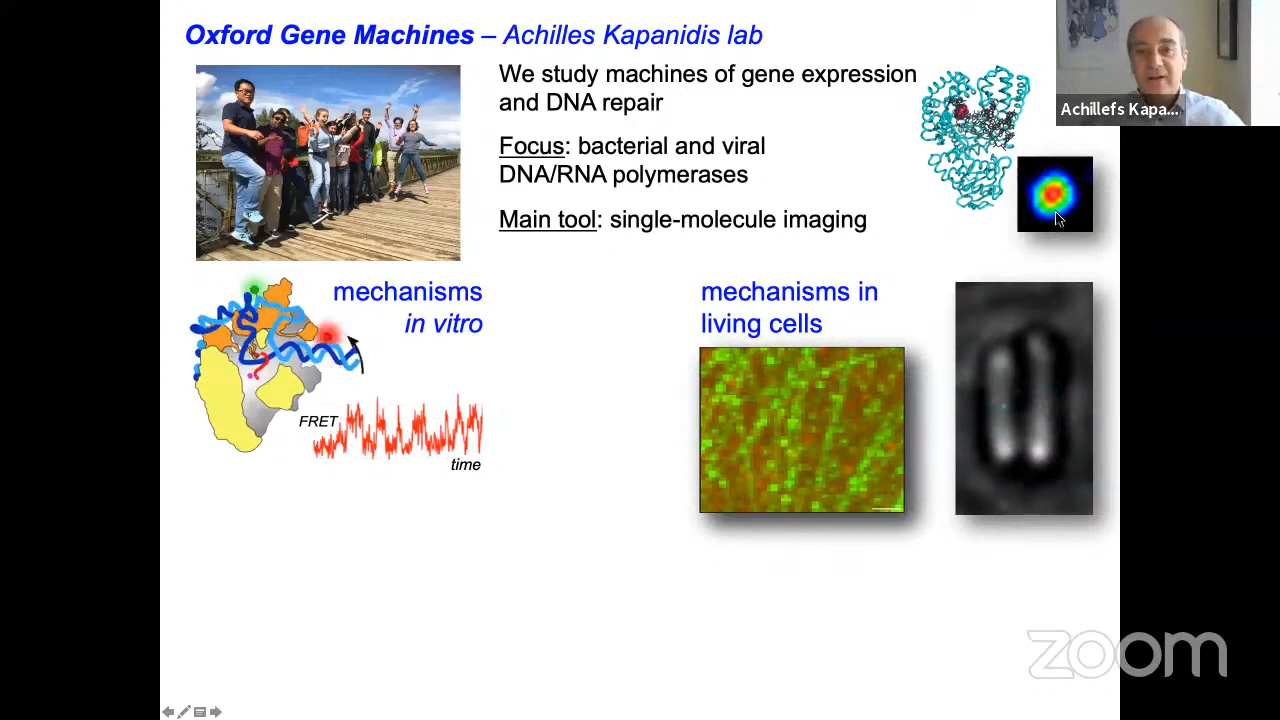 Oxford Gene Machines – Achilles Kapanidis lab
We study machines of gene expression
and DNA repair
Focus: bacterial and viral
DNA/RNA polymerases
Main tool: single-molecule imaging
Achillefs Kapa...
mechanisms
in vitro
FRET
time
mechanisms in
living cells
zoom